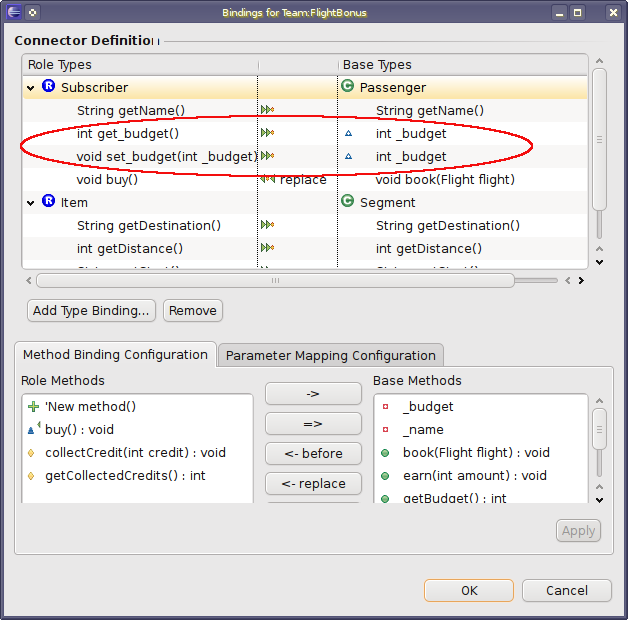 Bindings for Team:FlightBonus
Connector Definition
Role Types Base Types
Subscriber Passenger
String getName() String getName()
int get_budget() int _budget
void set_budget(int _budget) int _budget
void buy() replace void book(Flight flight)
Item Segment
String getDestination() String getDestination()
int getDistance() int getDistance()
Add Type Binding... Remove
Method Binding Configuration Parameter Mapping Configuration
Role Methods Base Methods
'New method() -> _budget
buy() : void => _name
collectCredit(int credit) : void <- before book(Flight flight) : void
getCollectedCredits() : int <- replace earn(int amount) : void
getBudget() : int
Apply
OK Cancel